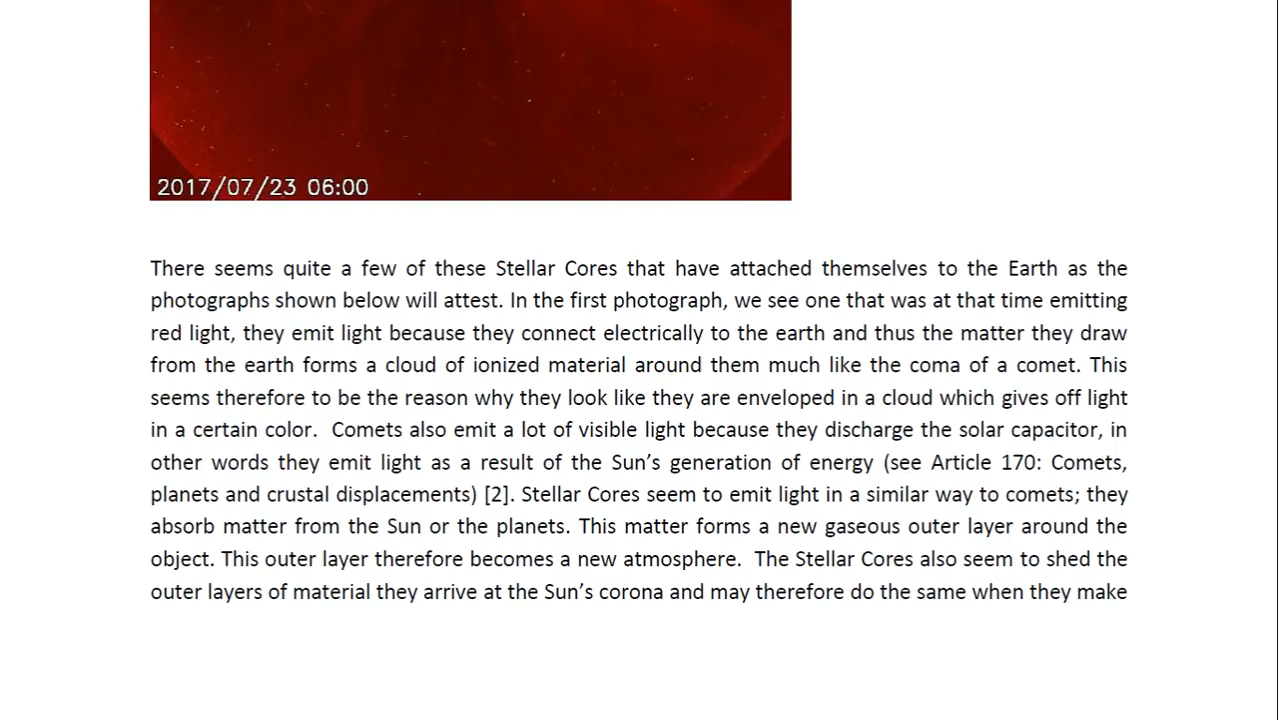 2017/07/23 06:00
There seems quite a few of these Stellar Cores that have attached themselves to the Earth as the
photographs shown below will attest. In the first photograph, we see one that was at that time emitting
red light, they emit light because they connect electrically to the earth and thus the matter they draw
from the earth forms a cloud of ionized material around them much like the coma of a comet. This
seems therefore to be the reason why they look like they are enveloped in a cloud which gives off light
in a certain color.  Comets also emit a lot of visible light because they discharge the solar capacitor, in
other words they emit light as a result of the Sun’s generation of energy (see Article 170: Comets,
planets and crustal displacements) [2]. Stellar Cores seem to emit light in a similar way to comets; they
absorb matter from the Sun or the planets. This matter forms a new gaseous outer layer around the
object. This outer layer therefore becomes a new atmosphere.  The Stellar Cores also seem to shed the
outer layers of material they arrive at the Sun’s corona and may therefore do the same when they make